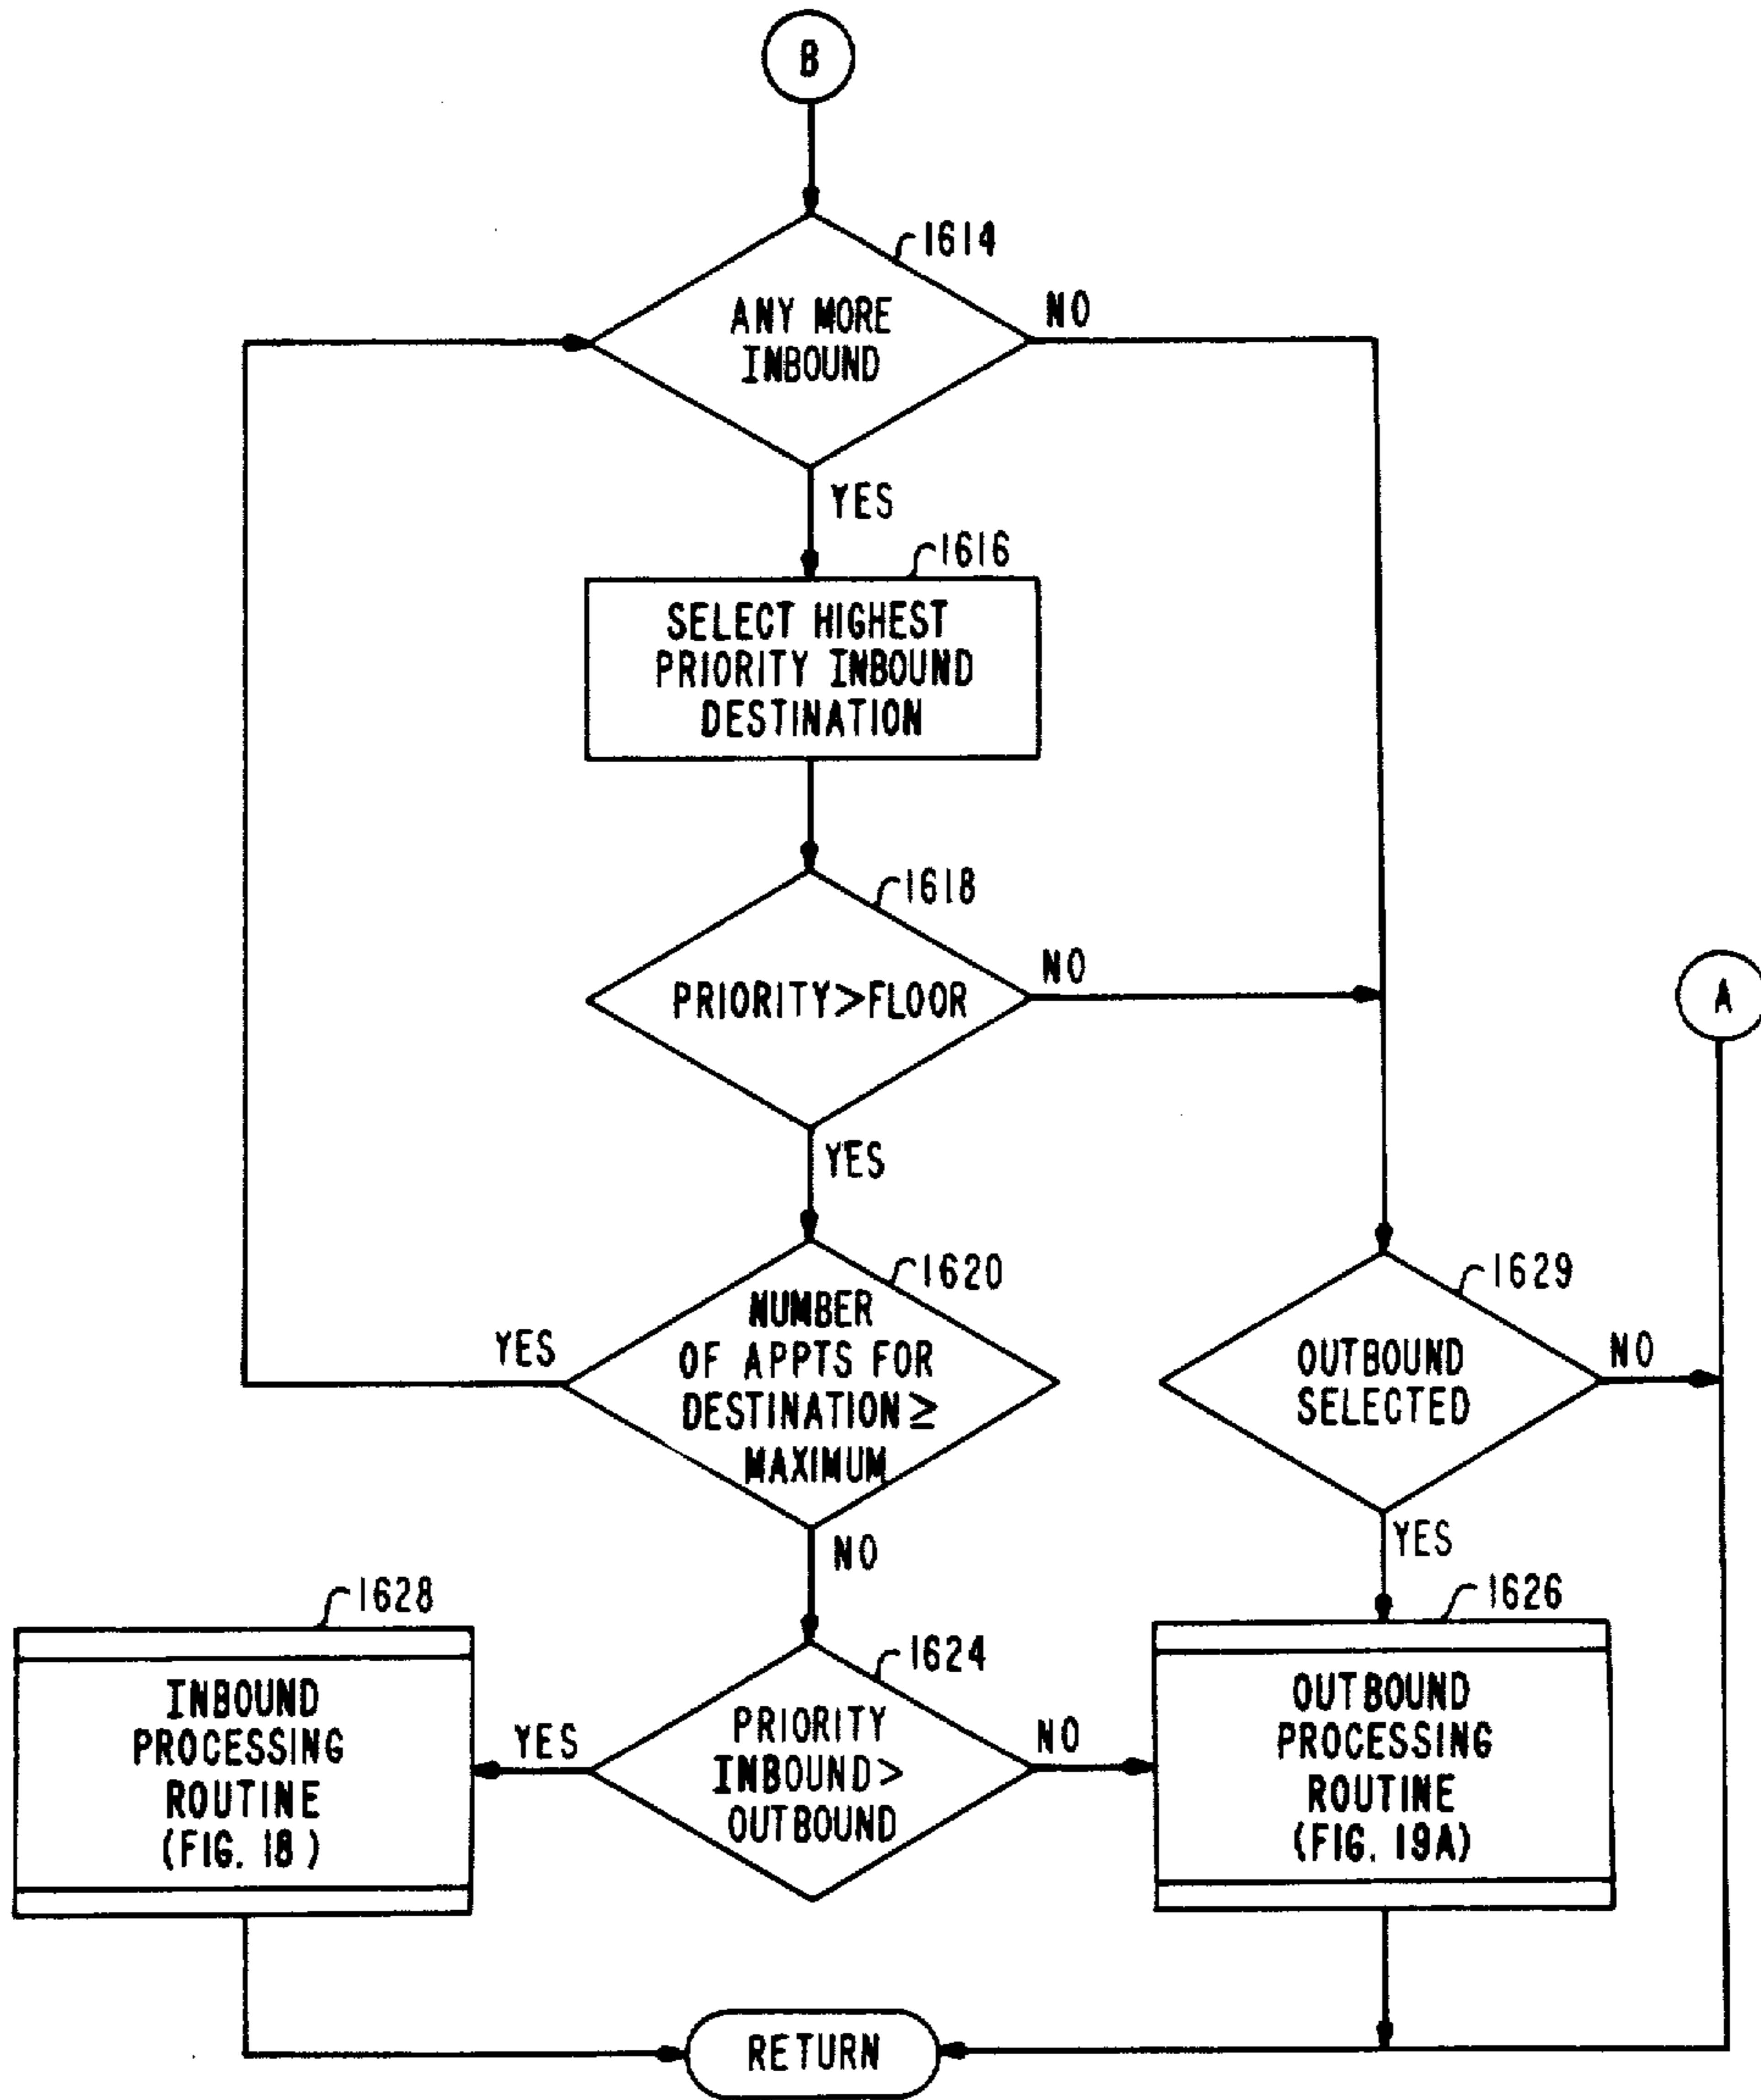 B
1614
ANY MORE
INBOUND
NO
YES
1616
SELECT HIGHEST
PRIORITY INBOUND
DESTINATION
1618
PRIORITY>FLOOR
NO
A
YES
1620
NUMBER
OF APPTS FOR
DESTINATION ≥
MAXIMUM
YES
1629
OUTBOUND
SELECTED
NO
NO
YES
1628
INBOUND
PROCESSING
ROUTINE
(FIG. 18)
YES
1624
PRIORITY
INBOUND>
OUTBOUND
NO
1626
OUTBOUND
PROCESSING
ROUTINE
(FIG. 19A)
RETURN